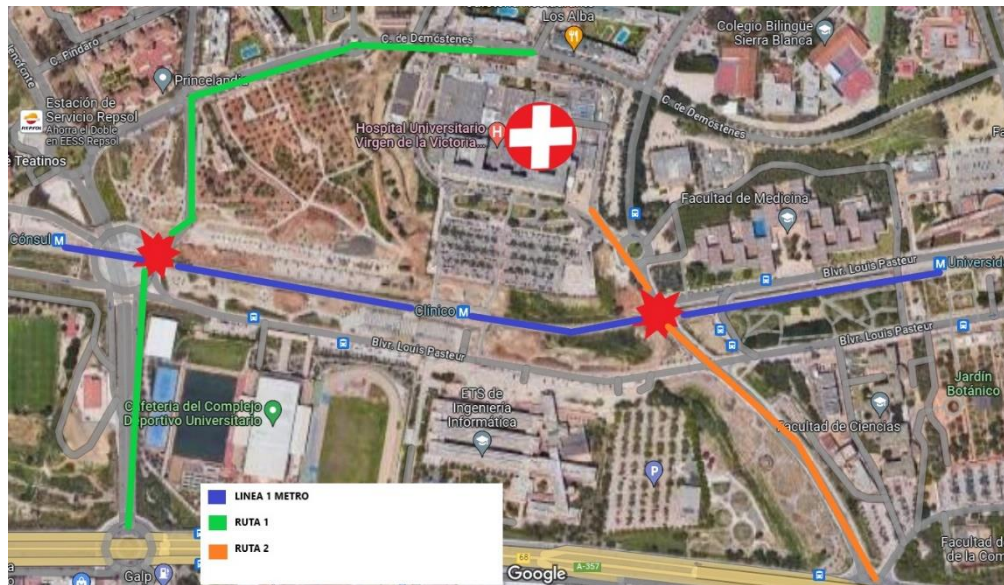 Los Alba
C. de Demóstenes
Colegio Bilingüe
Sierra Blanca
C. Píndaro
Princelandia
Estación de
Servicio Repsol
Ahorra el Doble
en EESS Repsol
REPSOL
Teatinos
C. de Demóstenes
Hospital Universitario
Virgen de la Victoria...
H
Facultad de Medicina
Cónsul M
Clínico M
M Universid
Blvr. Louis Pasteur
Blvr. Louis Pasteur
Blvr. Louis Pasteur
Cafetería del Complejo
Deportivo Universitario
ETS de
Ingeniería
Informática
P
Facultad de Ciencias
Jardín
Botánico
LINEA 1 METRO
RUTA 1
RUTA 2
Facultad d
de la Com
Galp
Google
68
A-357